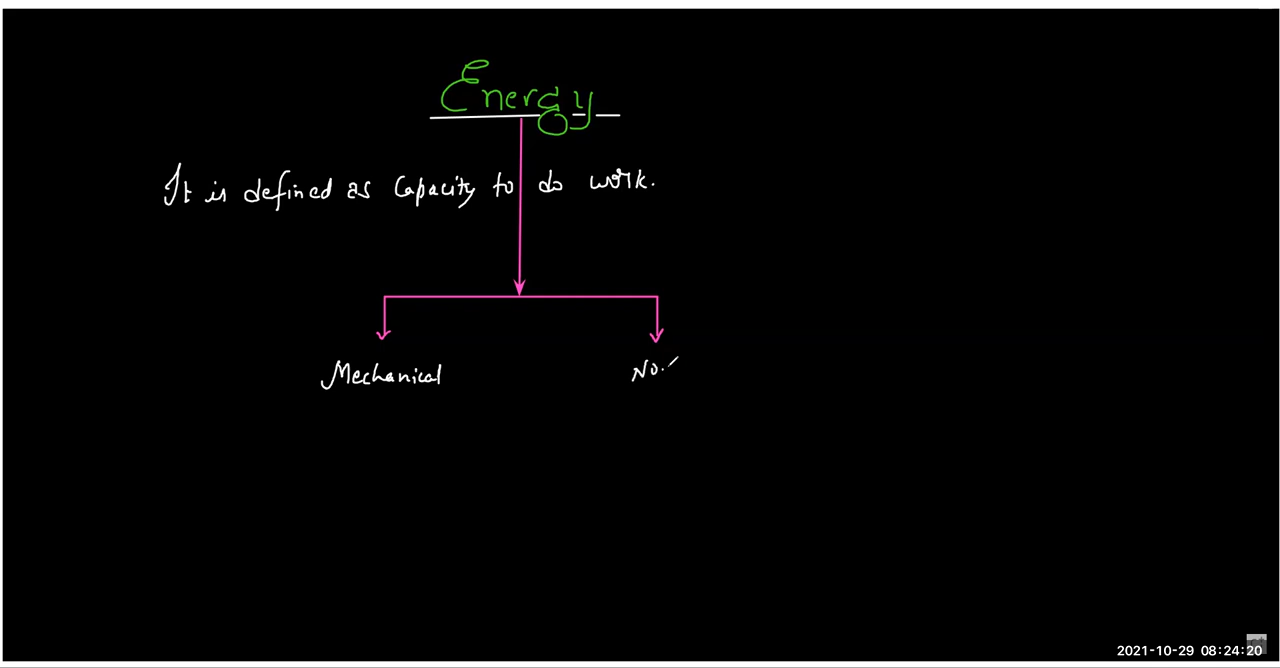 Energy
It is defined as Capacity to do work.
Mechanical
No.
2021-10-29 08:24:20